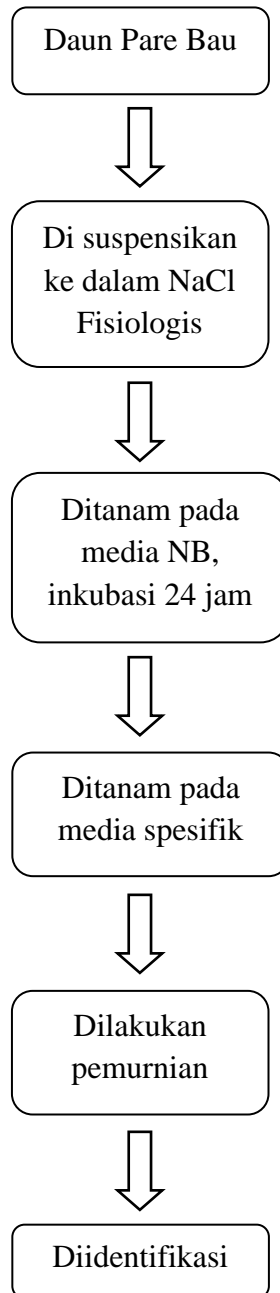 Daun Pare Bau
Di suspensikan
ke dalam NaCl
Fisiologis
Ditanam pada
media NB,
inkubasi 24 jam
Ditanam pada
media spesifik
Dilakukan
pemurnian
Diidentifikasi